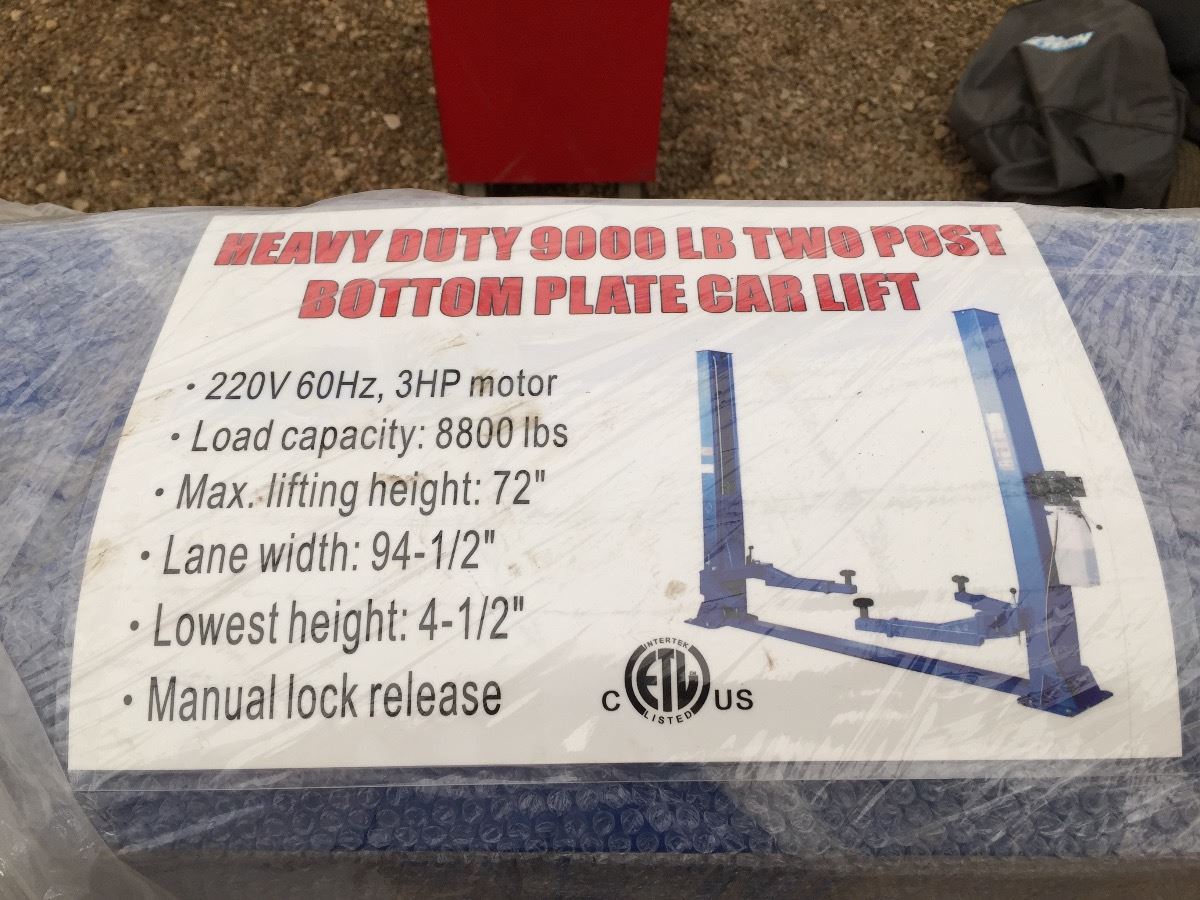 HEAVY DUTY 9000 LB TWO POST
BOTTOM PLATE CAR LIFT
• 220V 60Hz, 3HP motor
• Load capacity: 8800 lbs
• Max. lifting height: 72"
• Lane width: 94-1/2"
• Lowest height: 4-1/2"
• Manual lock release
INTERTEK
C ETL US
LISTED